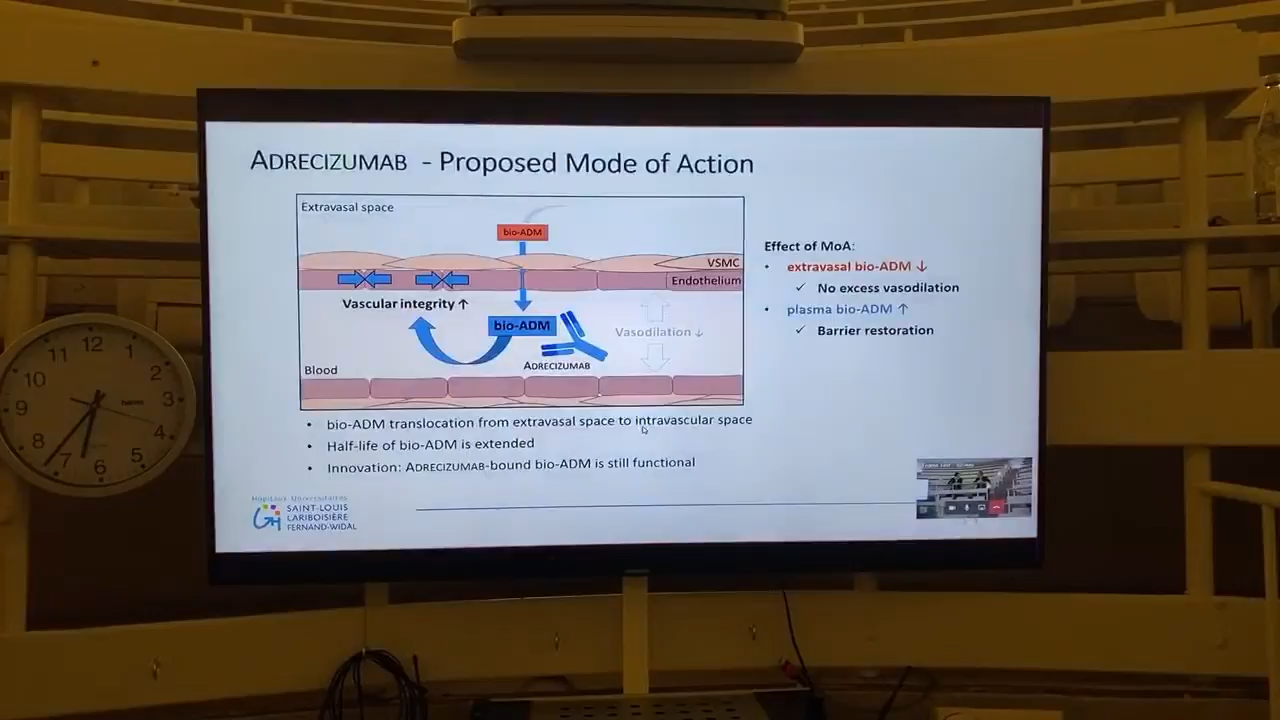 ADRECIZUMAB - Proposed Mode of Action
Extravasal space
bio-ADM
VSMC
Endothelium
Vascular integrity ↑
bio-ADM
Vasodilation ↓
ADRECIZUMAB
Blood
Effect of MoA:
• extravasal bio-ADM ↓
✓ No excess vasodilation
• plasma bio-ADM ↑
✓ Barrier restoration
• bio-ADM translocation from extravasal space to intravascular space
• Half-life of bio-ADM is extended
• Innovation: ADRECIZUMAB-bound bio-ADM is still functional
Hôpitaux Universitaires
SAINT-LOUIS
LARIBOISIÈRE
FERNAND-WIDAL
12
1
2
3
4
5
6
7
8
9
10
11